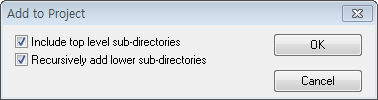 Add to Project
Include top level sub-directories
OK
Recursively add lower sub-directories
Cancel